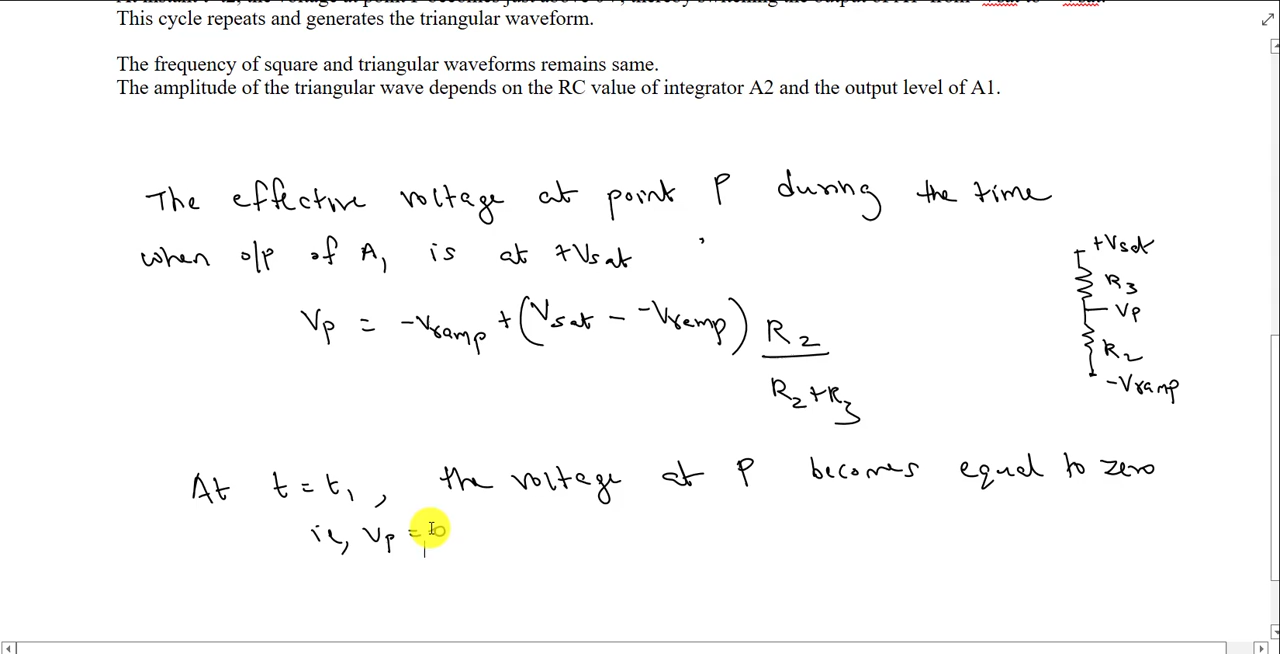 This cycle repeats and generates the triangular waveform.
The frequency of square and triangular waveforms remains same.
The amplitude of the triangular wave depends on the RC value of integrator A2 and the output level of A1.
The effective voltage at point P during the time
when o/p of A1 is at +Vsat,
Vp = -Vramp + (Vsat - -Vramp) R2
R2+R3
+Vsat
R3
Vp
R2
-Vramp
At t = t1, the voltage at P becomes equal to zero
ie, Vp = 0